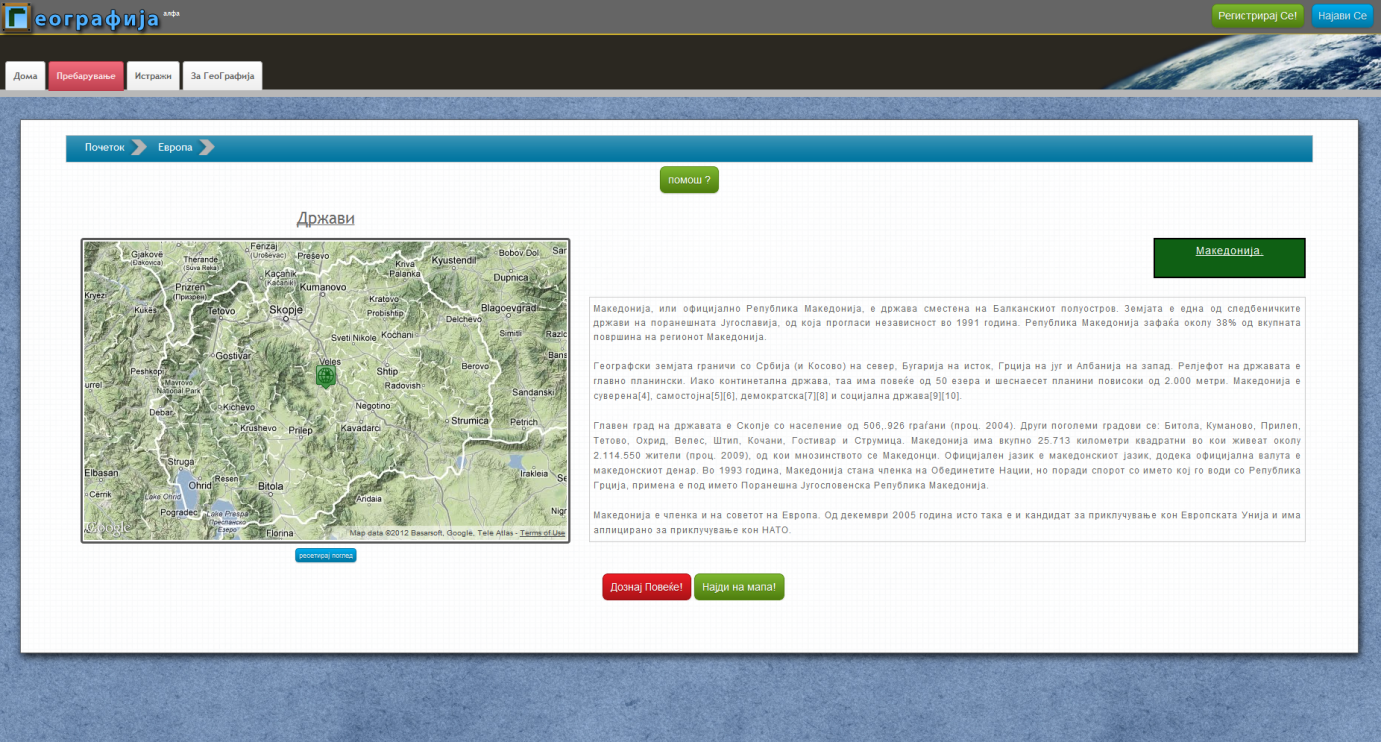 географија алфа
Регистрирај Се!
Најави Се
Дома
Пребарување
Истражи
За ГеоГрафија
Почеток
Европа
помош ?
Држави
Ferizaj
(Uroševac)
Preševo
Bobov Dol
Gjakovë
(Đakovica)
Therandë
(Suva Reka)
Kriva
Palanka
Kyustendil
Kaçanik
(Kačanik)
Dupnica
Prizren
(Призрен)
Kumanovo
Kukës
Tetovo
Skopje
Kratovo
Probishtip
Blagoevgrad
Delchevo
Sveti Nikole
Kochani
Simitli
Gostivar
Veles
Shtip
Berovo
Mavrovo
National Park
Radovish
Sandanski
Debar
Kichevo
Negotino
Krushevo
Prilep
Kavadarci
Strumica
Petrich
Struga
Elbasan
Irakleia
Ohrid
Resen
Bitola
Cërrik
Lake Ohrid
Aridaia
Pogradec
Lake Prespa
Преспанско
Езеро
Florina
Google
Map data ©2012 Basarsoft, Google, Tele Atlas - Terms of Use
ресетирај поглед
Македонија.
Македонија, или официјално Република Македонија, е држава сместена на Балканскиот полуостров. Земјата е една од следбеничките
држави на поранешната Југославија, од која прогласи независност во 1991 година. Република Македонија зафаќа околу 38% од вкупната
површина на регионот Македонија.
Географски земјата граничи со Србија (и Косово) на север, Бугарија на исток, Грција на југ и Албанија на запад. Релјефот на државата е
главно планински. Иако континетална држава, таа има повеќе од 50 езера и шеснаесет планини повисоки од 2.000 метри. Македонија е
суверена[4], самостојна[5][6], демократска[7][8] и социјална држава[9][10].
Главен град на државата е Скопје со население од 506,.926 граѓани (проц. 2004). Други поголеми градови се: Битола, Куманово, Прилеп,
Тетово, Охрид, Велес, Штип, Кочани, Гостивар и Струмица. Македонија има вкупно 25.713 километри квадратни во кои живеат околу
2.114.550 жители (проц. 2009), од кои мнозинството се Македонци. Официјален јазик е македонскиот јазик, додека официјална валута е
македонскиот денар. Во 1993 година, Македонија стана членка на Обединетите Нации, но поради спорот со името кој го води со Република
Грција, примена е под името Поранешна Југословенска Република Македонија.
Македонија е членка и на советот на Европа. Од декември 2005 година исто така е и кандидат за приклучување кон Европската Унија и има
аплицирано за приклучување кон НАТО.
Дознај Повеќе!
Најди на мапа!